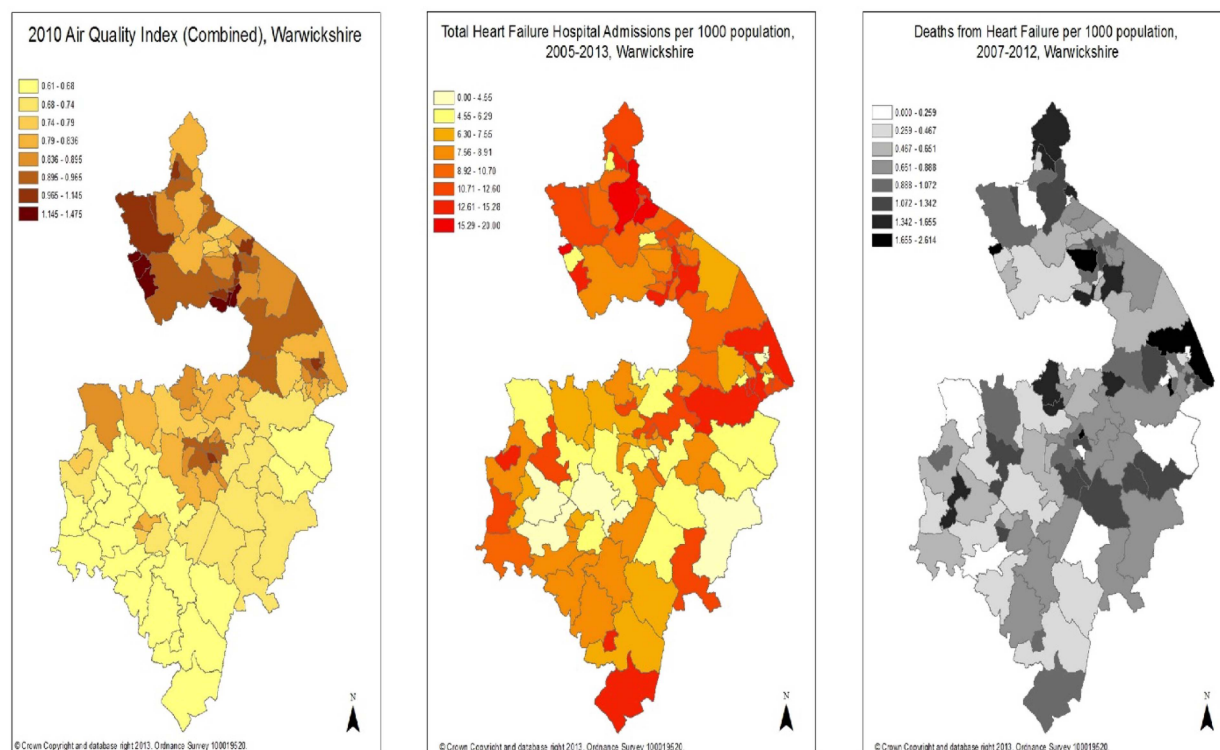 2010 Air Quality Index (Combined), Warwickshire
0.61 - 0.68
0.68 - 0.74
0.74 - 0.79
0.79 - 0.836
0.836 - 0.895
0.895 - 0.965
0.965 - 1.145
1.145 - 1.475
N
© Crown Copyright and database right 2013. Ordnance Survey 100019520.
Total Heart Failure Hospital Admissions per 1000 population,
2005-2013, Warwickshire
0.00 - 4.55
4.55 - 6.29
6.30 - 7.55
7.56 - 8.91
8.92 - 10.70
10.71 - 12.60
12.61 - 15.28
15.29 - 20.90
N
© Crown Copyright and database right 2013. Ordnance Survey 100019520.
Deaths from Heart Failure per 1000 population,
2007-2012, Warwickshire
0.000 - 0.259
0.259 - 0.467
0.467 - 0.651
0.651 - 0.888
0.888 - 1.072
1.072 - 1.342
1.342 - 1.655
1.655 - 2.614
N
© Crown Copyright and database right 2013. Ordnance Survey 100019520.